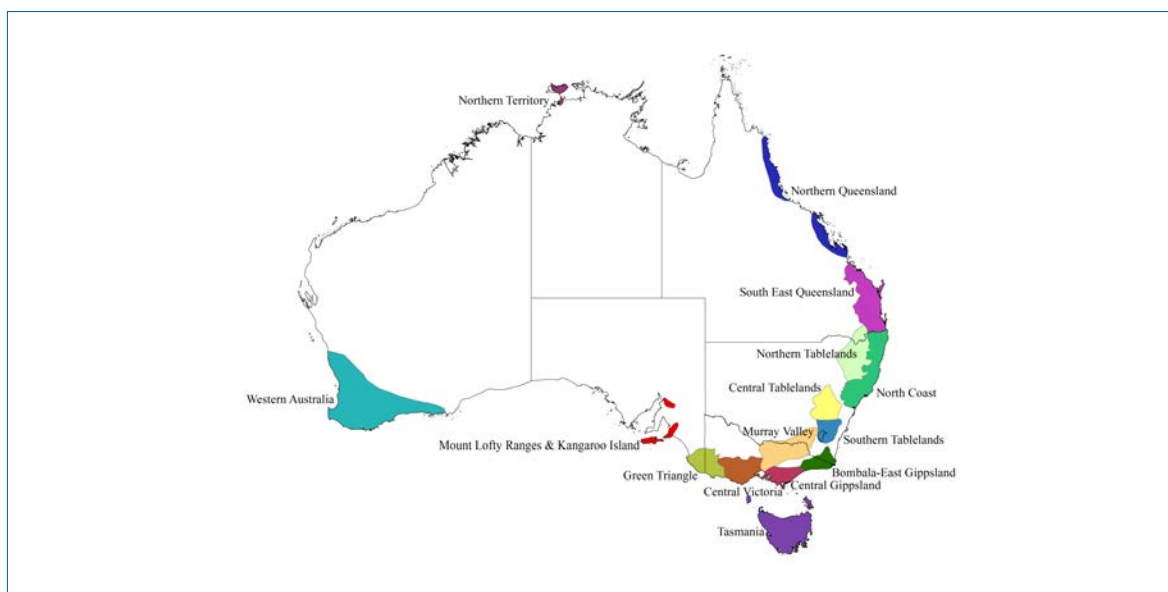 Northern Territory
Northern Queensland
South East Queensland
Northern Tablelands
Central Tablelands
North Coast
Western Australia
Murray Valley
Southern Tablelands
Mount Lofty Ranges & Kangaroo Island
Green Triangle
Bombala-East Gippsland
Central Gippsland
Central Victoria
Tasmania